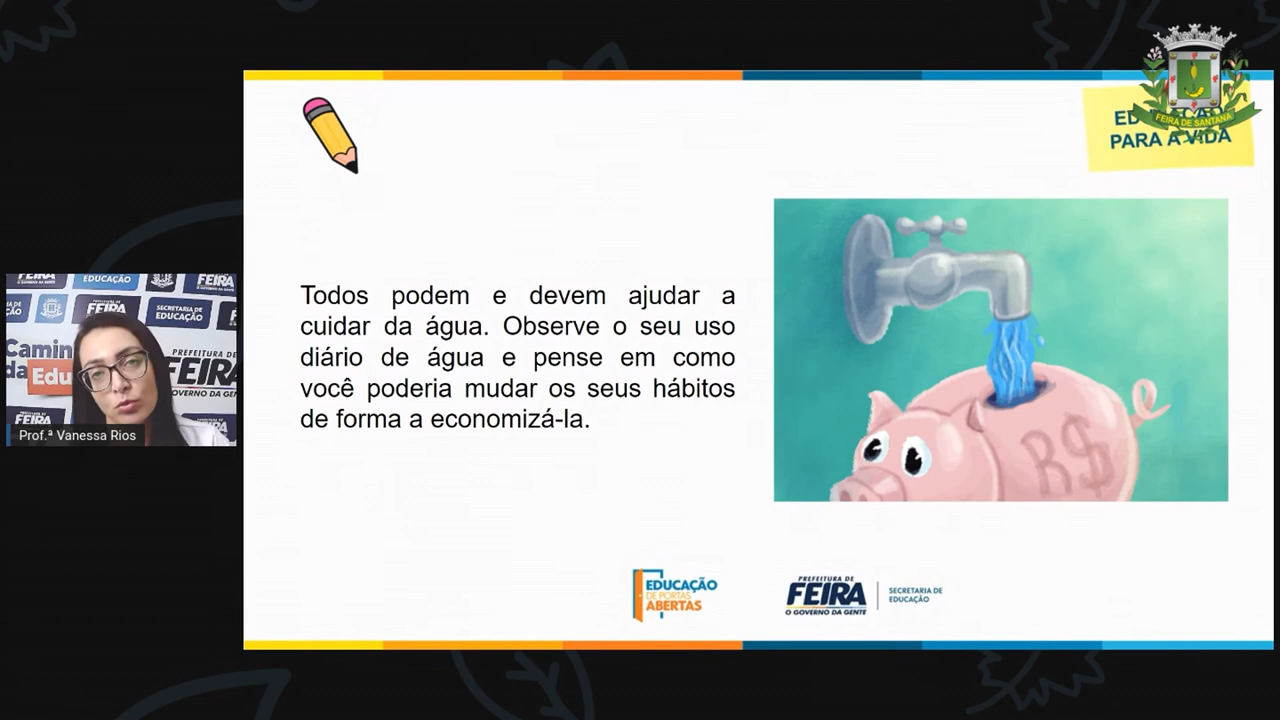 FEIRA DE SANTANA
PARA A VIDA
Todos podem e devem ajudar a
cuidar da água. Observe o seu uso
diário de água e pense em como
você poderia mudar os seus hábitos
de forma a economizá-la.
R$
EDUCAÇÃO
DE PORTAS
ABERTAS
PREFEITURA DE
FEIRA
O GOVERNO DA GENTE
SECRETARIA DE
EDUCAÇÃO
EDUCAÇÃO
FEIRA
SECRETARIA DE
EDUCAÇÃO
PREFEITURA DE
FEIRA
GOVERNO DA GENTE
Camin
da
Edu
Prof.ª Vanessa Rios